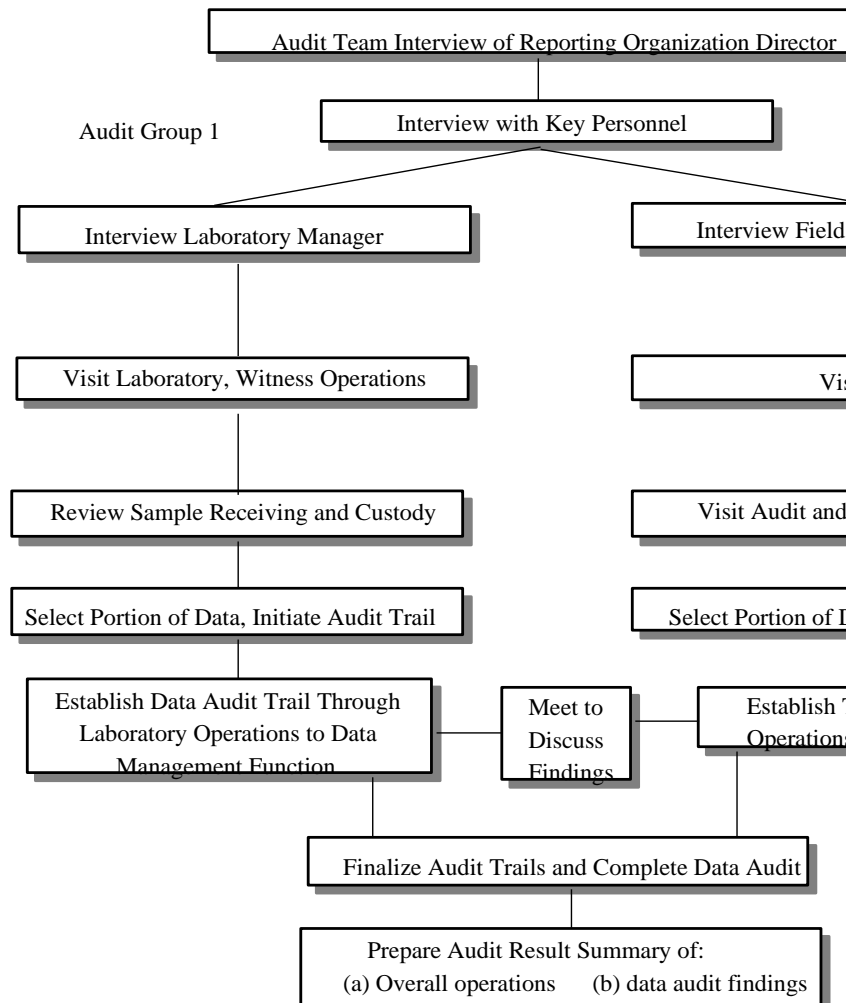 Audit Team Interview of Reporting Organization Director
Audit Group 1
Interview with Key Personnel
Interview Laboratory Manager
Interview Field
Visit Laboratory, Witness Operations
Review Sample Receiving and Custody
Visit Audit and
Select Portion of Data, Initiate Audit Trail
Select Portion of
Establish Data Audit Trail Through
Laboratory Operations to Data
Management Function
Meet to
Discuss
Findings
Establish
Operations
Finalize Audit Trails and Complete Data Audit
Prepare Audit Result Summary of:
(a) Overall operations (b) data audit findings